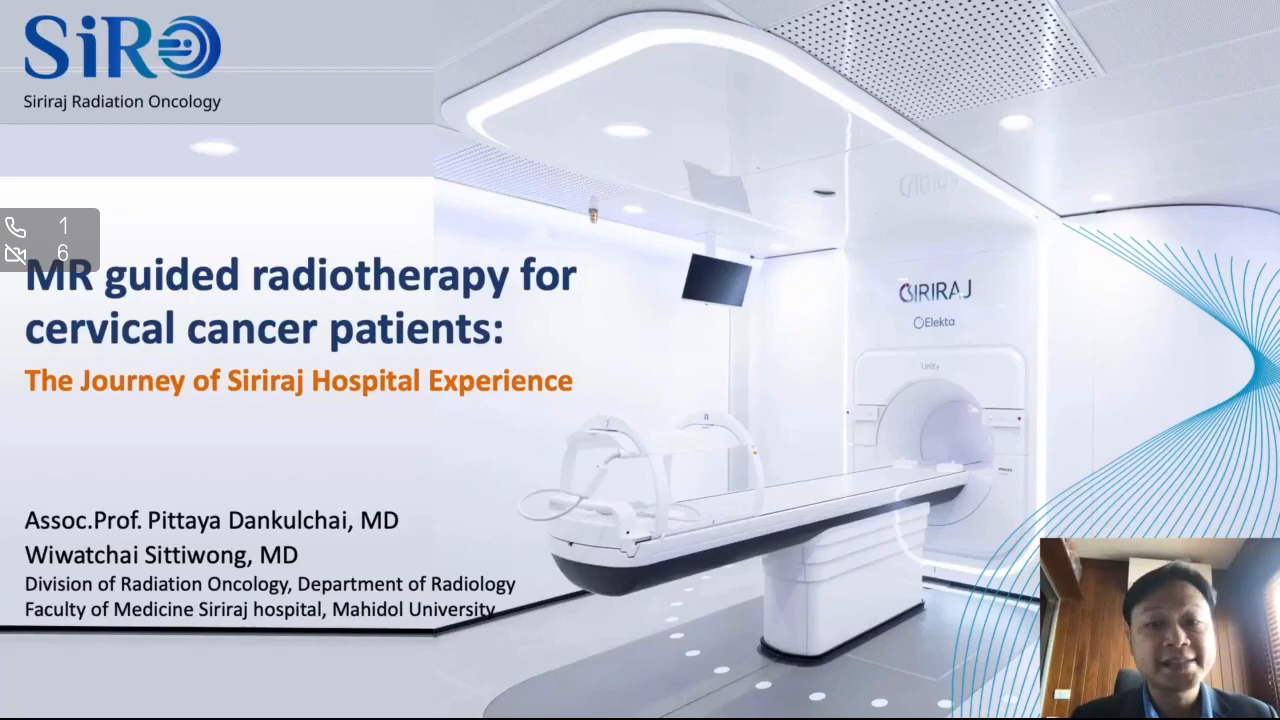 SiRO
Siriraj Radiation Oncology
1
6
MR guided radiotherapy for
cervical cancer patients:
The Journey of Siriraj Hospital Experience
SIRIRAJ
Elekta
Unity
Assoc.Prof. Pittaya Dankulchai, MD
Wiwatchai Sittiwong, MD
Division of Radiation Oncology, Department of Radiology
Faculty of Medicine Siriraj hospital, Mahidol University